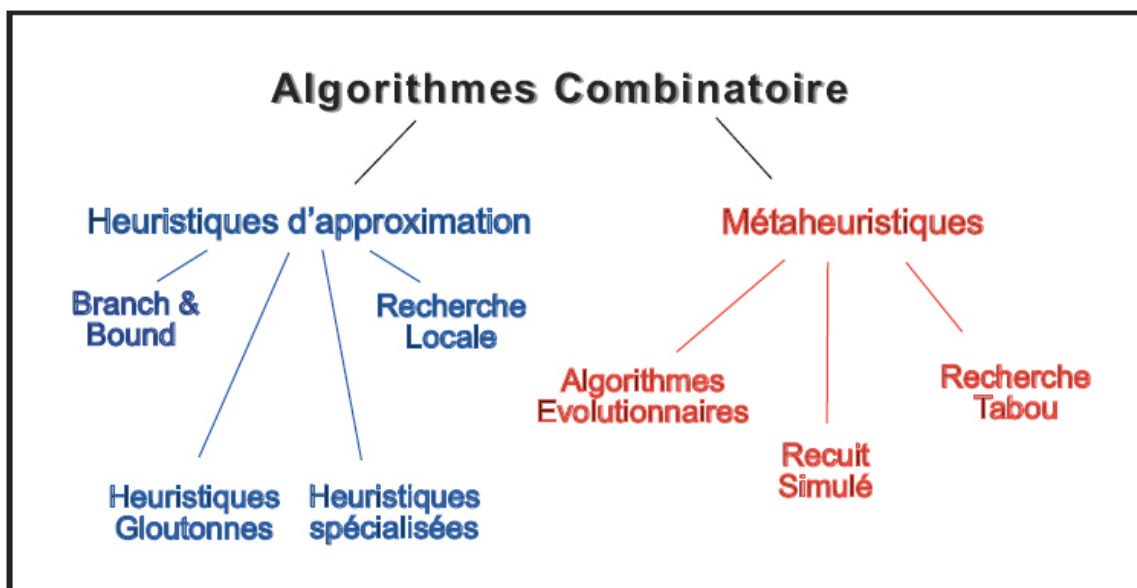 Algorithmes Combinatoire
Heuristiques d'approximation
Métaheuristiques
Branch &
Bound
Recherche
Locale
Algorithmes
Evolutionnaires
Recherche
Tabou
Recuit
Simulé
Heuristiques
Gloutonnes
Heuristiques
spécialisées